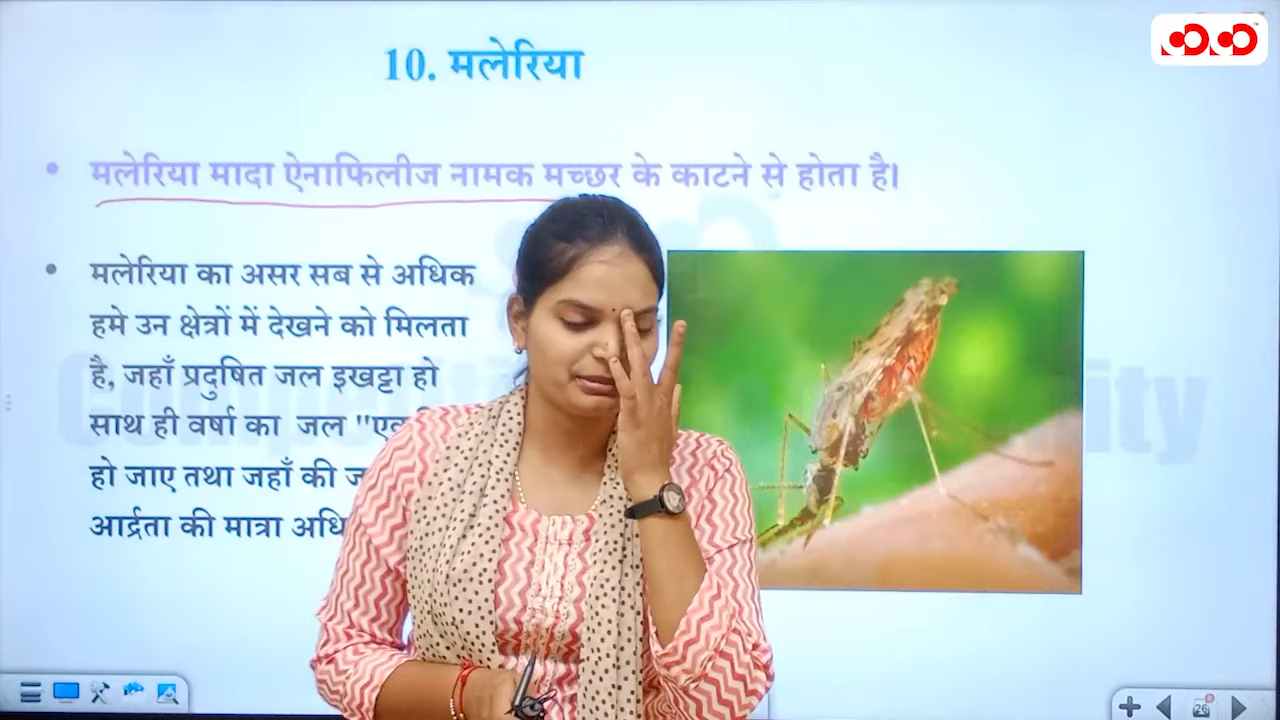 10. मलेरिया
मलेरिया मादा ऐनाफिलीज नामक मच्छर के काटने से होता है।
मलेरिया का असर सब से अधिक
हमे उन क्षेत्रों में देखने को मिलता
है, जहाँ प्रदुषित जल इखट्टा हो
साथ ही वर्षा का जल
हो जाए तथा जहाँ की
आर्द्रता की मात्रा
26